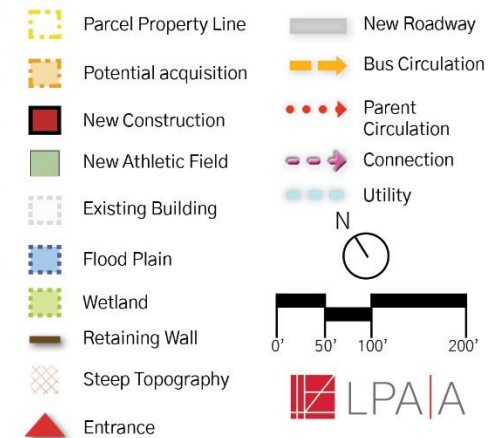 Parcel Property Line
Potential acquisition
New Construction
New Athletic Field
Existing Building
Flood Plain
Wetland
Retaining Wall
Steep Topography
Entrance
New Roadway
Bus Circulation
Parent
Circulation
Connection
Utility
N
0' 50' 100' 200'
LPA|A